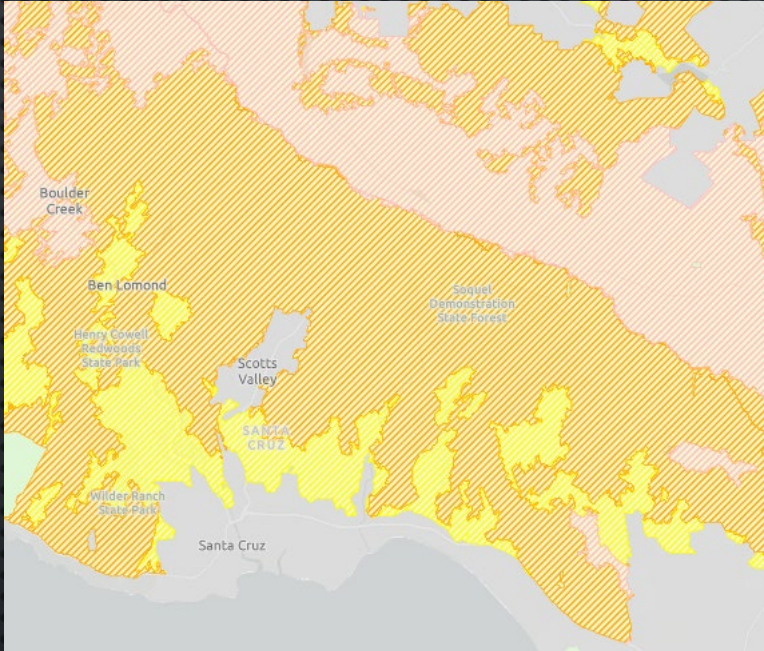 Boulder
Creek
Ben Lomond
Soquel
Demonstration
State Forest
Henry Cowell
Redwoods
State Park
Scotts
Valley
SANTA
CRUZ
Wilder Ranch
State Park
Santa Cruz